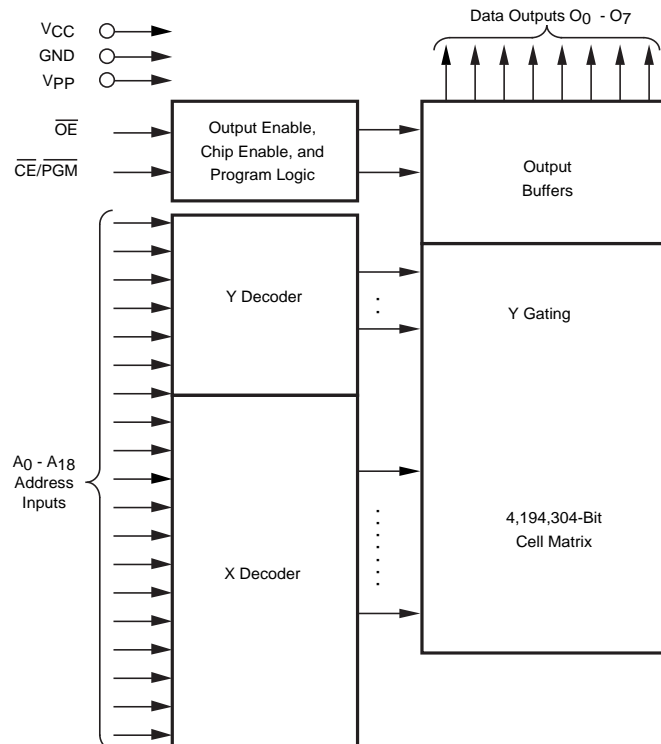 Data Outputs O0 - O7
VCC
GND
VPP
OE
CE/PGM
Output Enable,
Chip Enable, and
Program Logic
Output
Buffers
Y Decoder
Y Gating
A0 - A18
Address
Inputs
X Decoder
4,194,304-Bit
Cell Matrix